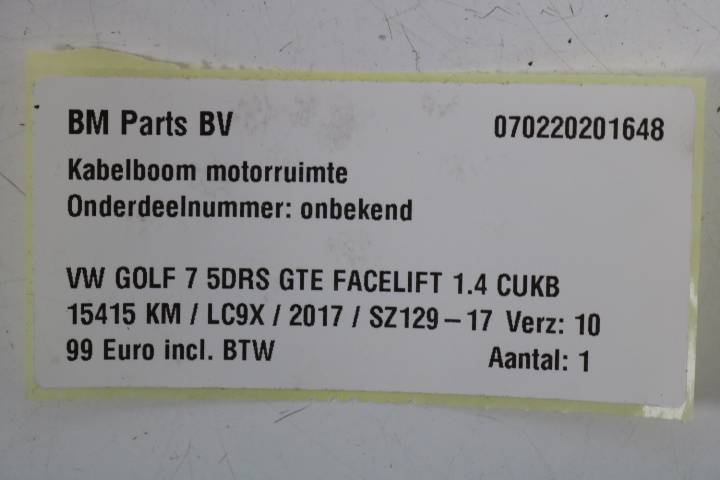 BM Parts BV 070220201648
Kabelboom motorruimte
Onderdeelnummer: onbekend
VW GOLF 7 5DRS GTE FACELIFT 1.4 CUKB
15415 KM / LC9X / 2017 / SZ129-17 Verz: 10
99 Euro incl. BTW Aantal: 1